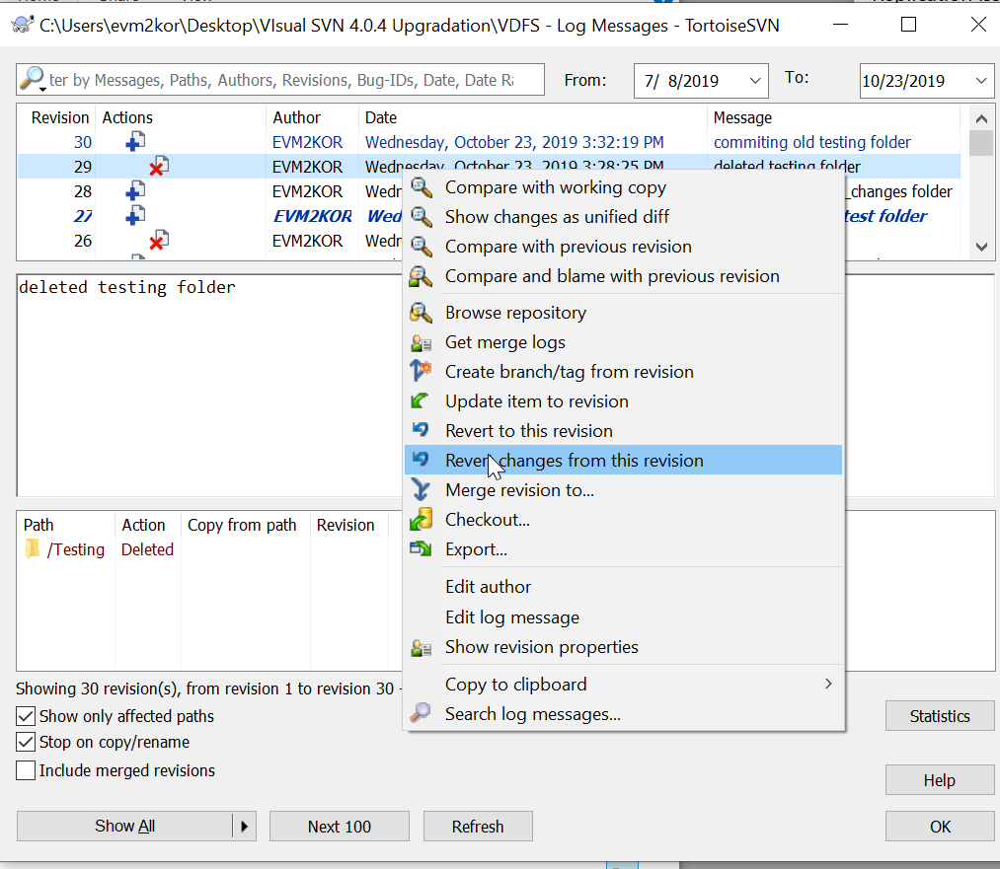 C:\Users\evm2kor\Desktop\VIsual SVN 4.0.4 Upgradation\VDFS - Log Messages - TortoiseSVN
ter by Messages, Paths, Authors, Revisions, Bug-IDs, Date, Date Ra
From: 7/ 8/2019 To: 10/23/2019
Revision Actions Author Date Message
30 EVM2KOR Wednesday, October 23, 2019 3:32:19 PM commiting old testing folder
29 EVM2KOR Wednesday, October 23, 2019 3:28:25 PM deleted testing folder
28 EVM2KOR Wedn _changes folder
27 EVM2KOR Wed test folder
26 EVM2KOR Wedn
deleted testing folder
Compare with working copy
Show changes as unified diff
Compare with previous revision
Compare and blame with previous revision
Browse repository
Get merge logs
Create branch/tag from revision
Update item to revision
Revert to this revision
Revert changes from this revision
Merge revision to...
Checkout...
Export...
Edit author
Edit log message
Show revision properties
Copy to clipboard
Search log messages...
Path Action Copy from path Revision
/Testing Deleted
Showing 30 revision(s), from revision 1 to revision 30 -
Show only affected paths
Stop on copy/rename
Include merged revisions
Statistics
Help
Show All Next 100 Refresh OK